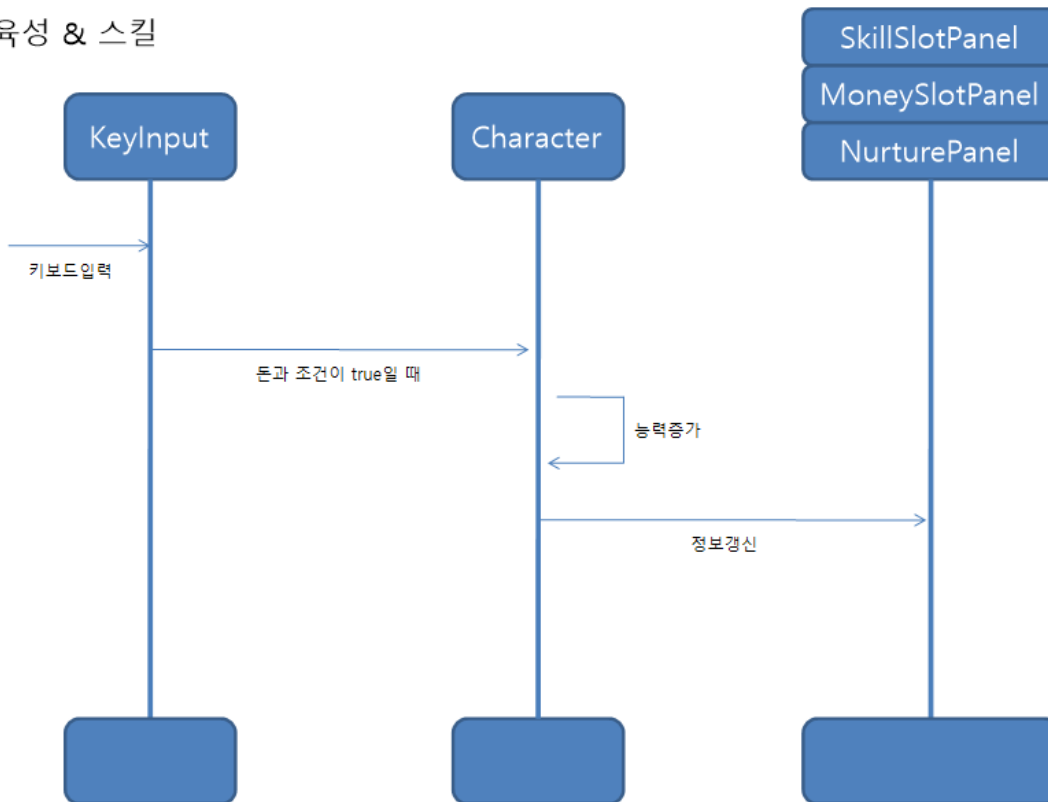 육성 & 스킬
SkillSlotPanel
MoneySlotPanel
NurturePanel
KeyInput
Character
키보드입력
돈과 조건이 true일 때
능력증가
정보갱신